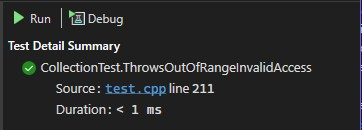 Run Debug
Test Detail Summary
CollectionTest.ThrowsOutOfRangeInvalidAccess
Source: test.cpp line 211
Duration: < 1 ms